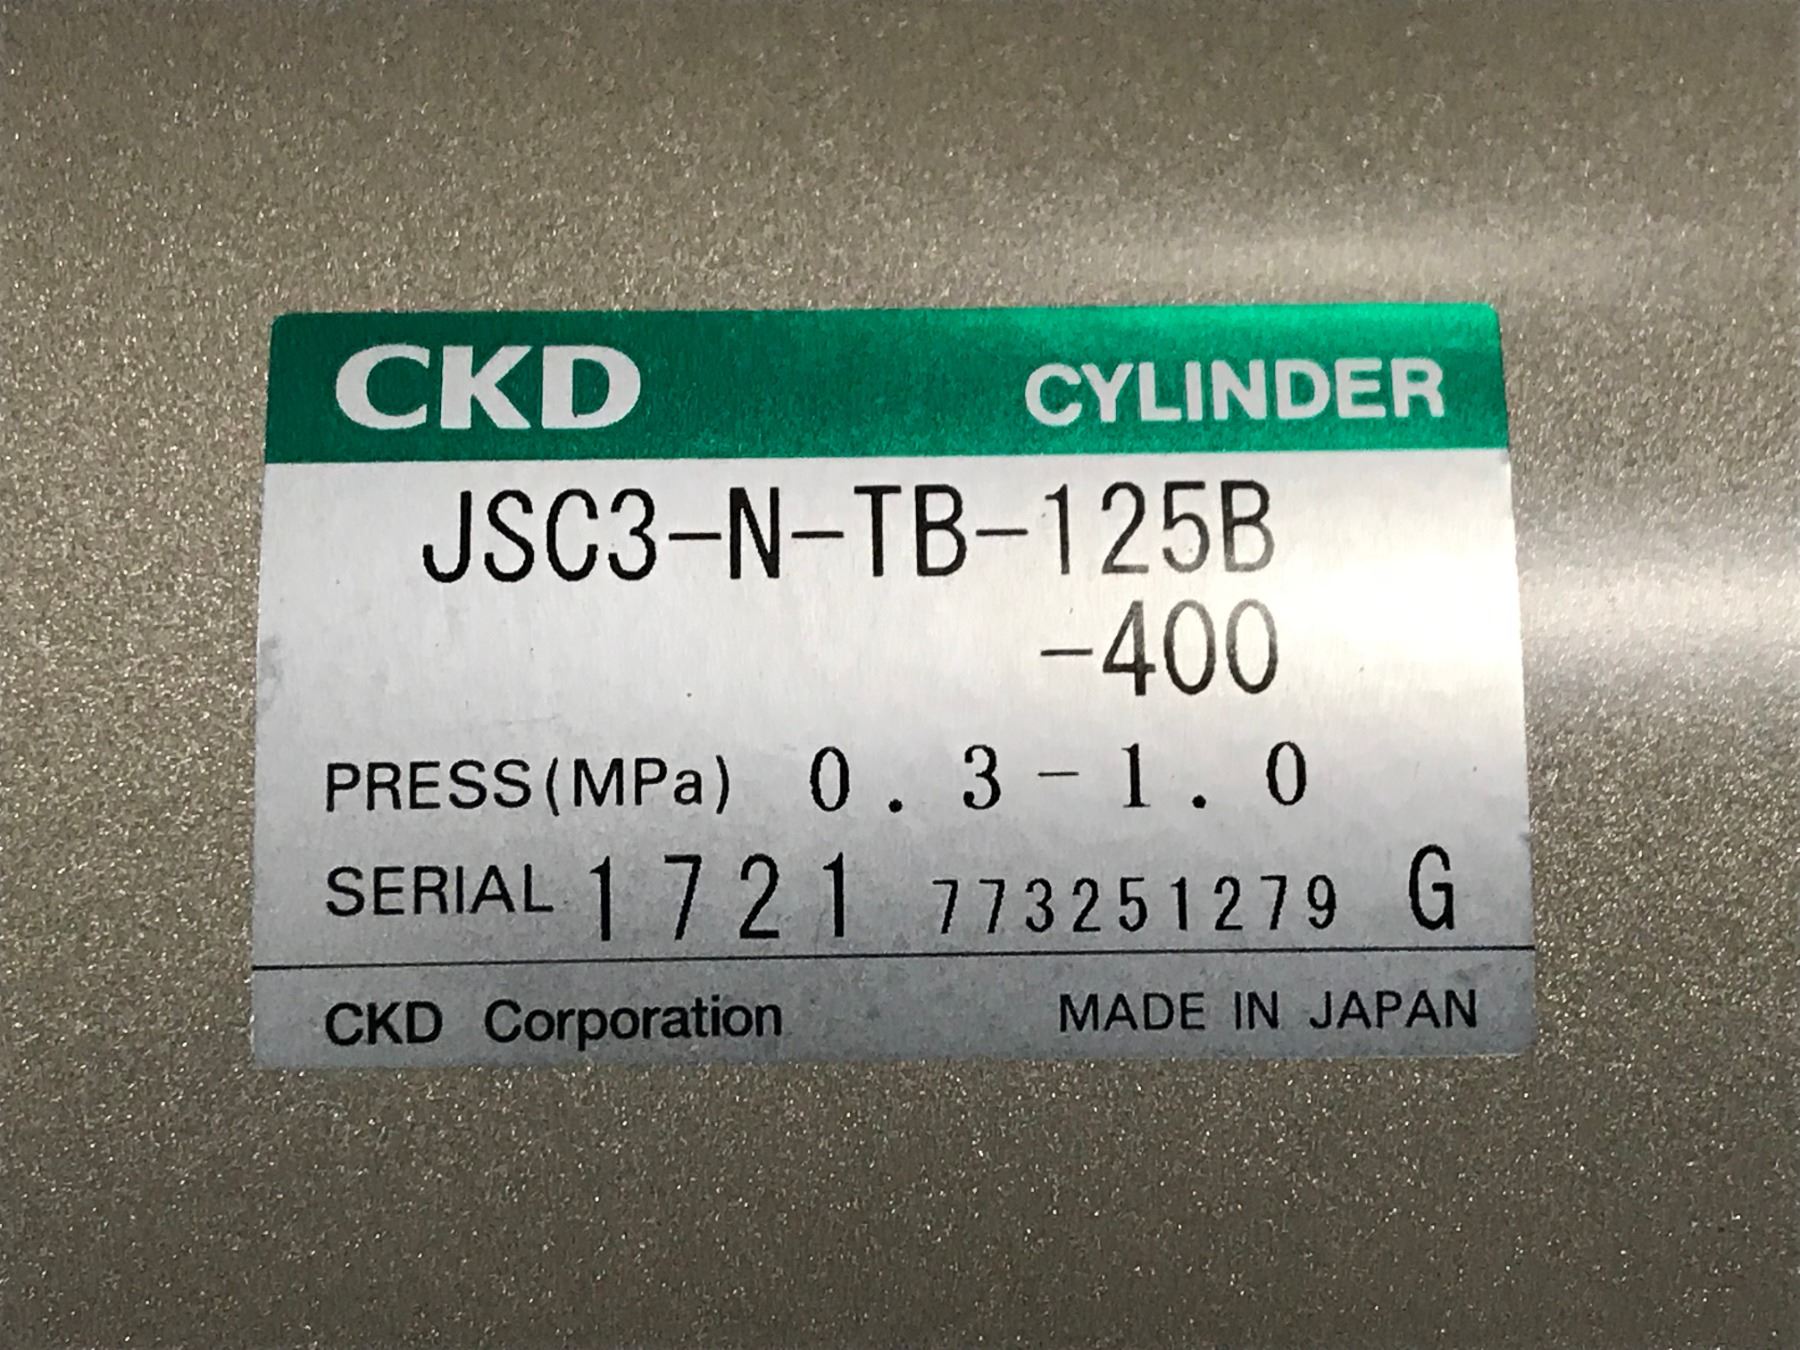 CKD CYLINDER
JSC3-N-TB-125B
-400
PRESS(MPa) 0.3-1.0
SERIAL 1721 773251279 G
CKD Corporation MADE IN JAPAN